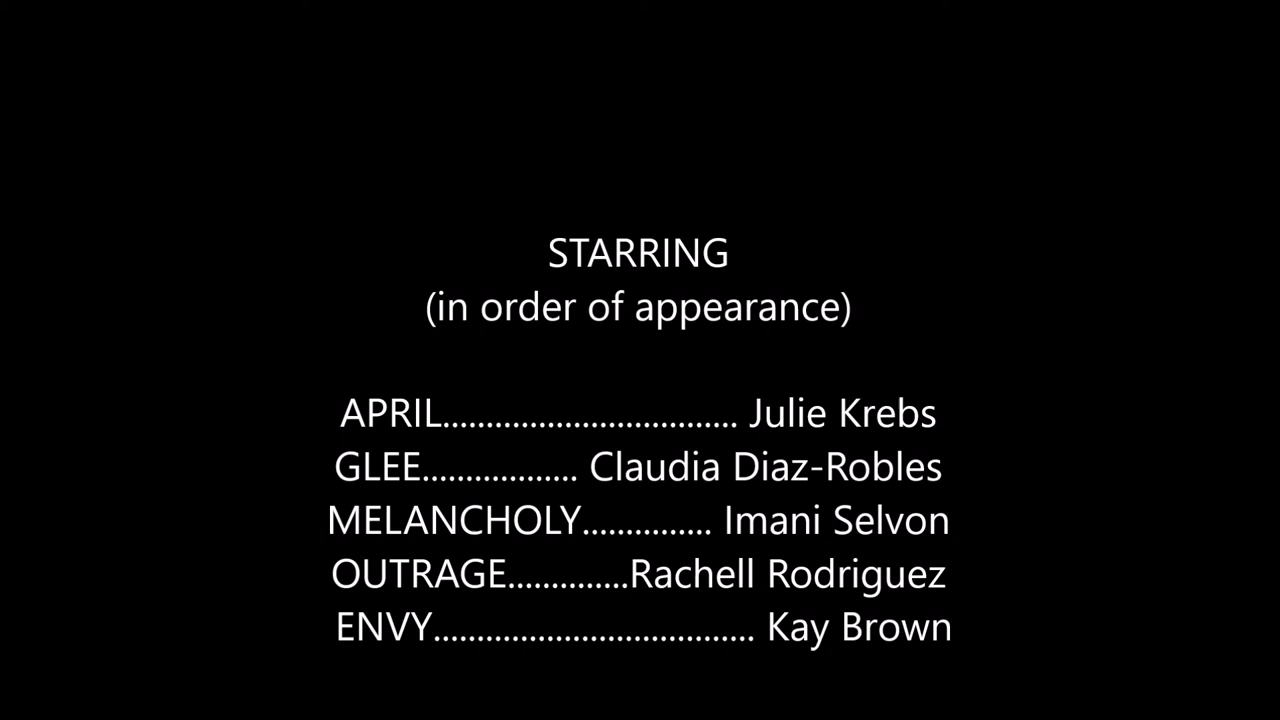 STARRING
(in order of appearance)
APRIL.................................. Julie Krebs
GLEE.................. Claudia Diaz-Robles
MELANCHOLY............... Imani Selvon
OUTRAGE..............Rachell Rodriguez
ENVY..................................... Kay Brown